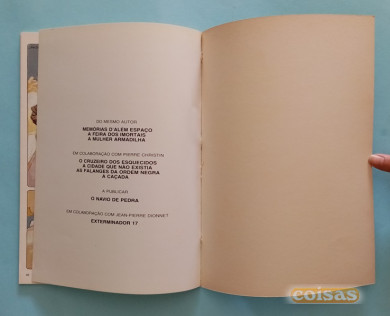 DO MESMO AUTOR
MEMÓRIAS D'ALÉM ESPAÇO
A FEIRA DOS IMORTAIS
A MULHER ARMADILHA
EM COLABORAÇÃO COM PIERRE CHRISTIN
O CRUZEIRO DOS ESQUECIDOS
A CIDADE QUE NÃO EXISTIA
AS FALANGES DA ORDEM NEGRA
A CAÇADA
A PUBLICAR
O NAVIO DE PEDRA
EM COLABORAÇÃO COM JEAN-PIERRE DIONNET
EXTERMINADOR 17
coisas